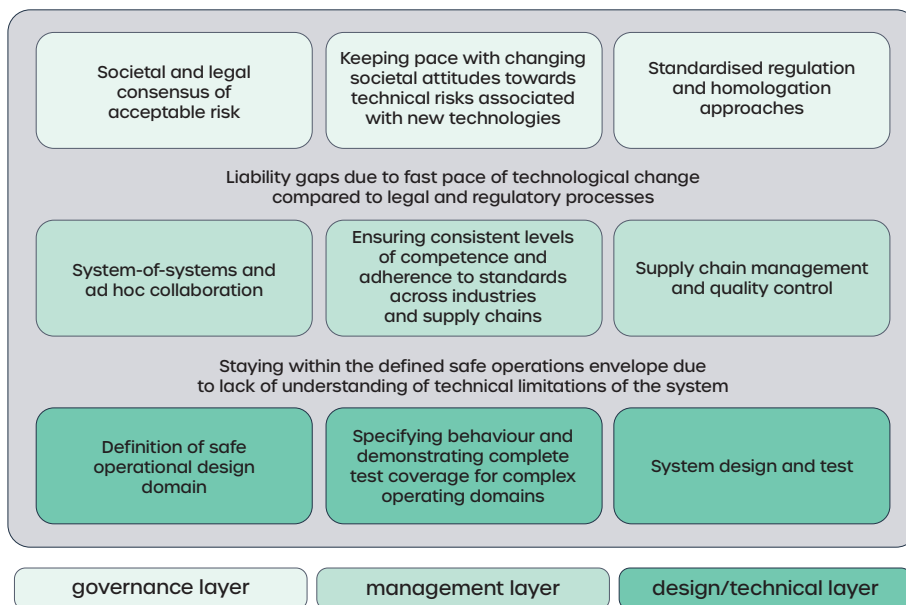 Societal and legal
consensus of
acceptable risk
Keeping pace with changing
societal attitudes towards
technical risks associated
with new technologies
Standardised regulation
and homologation
approaches
Liability gaps due to fast pace of technological change
compared to legal and regulatory processes
System-of-systems and
ad hoc collaboration
Ensuring consistent levels
of competence and
adherence to standards
across industries
and supply chains
Supply chain management
and quality control
Staying within the defined safe operations envelope due
to lack of understanding of technical limitations of the system
Definition of safe
operational design
domain
Specifying behaviour and
demonstrating complete
test coverage for complex
operating domains
System design and test
governance layer
management layer
design/technical layer